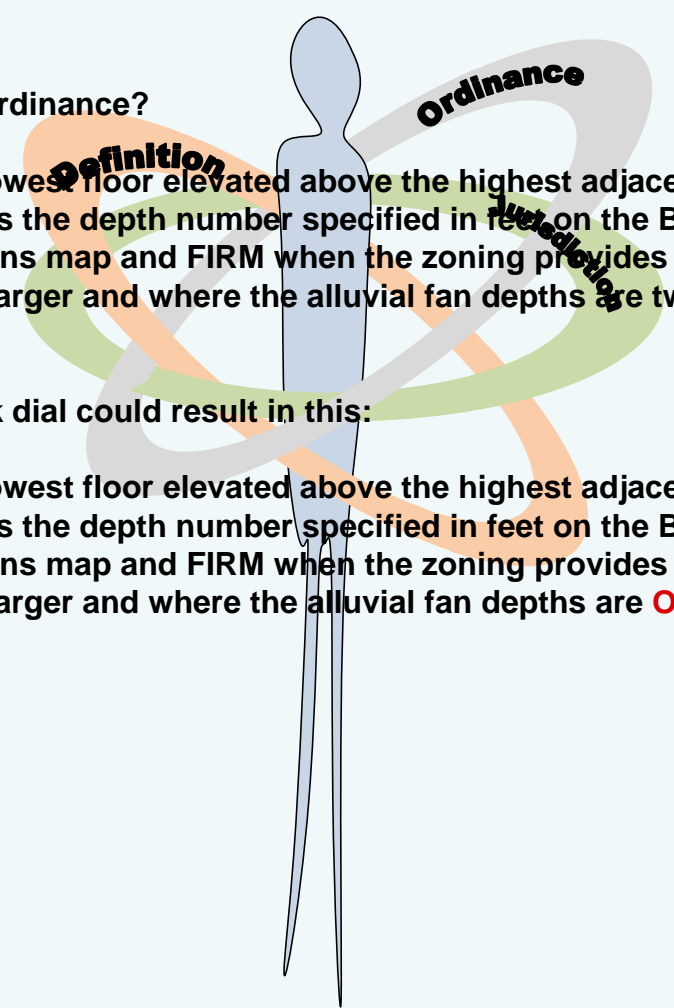 Ordinance
rdinance?
Definition
owest floor elevated above the highest adjace
s the depth number specified in feet on the B
Jurisdiction
ns map and FIRM when the zoning provides
arger and where the alluvial fan depths are tw
k dial could result in this:
owest floor elevated above the highest adjace
s the depth number specified in feet on the B
ns map and FIRM when the zoning provides
arger and where the alluvial fan depths are O